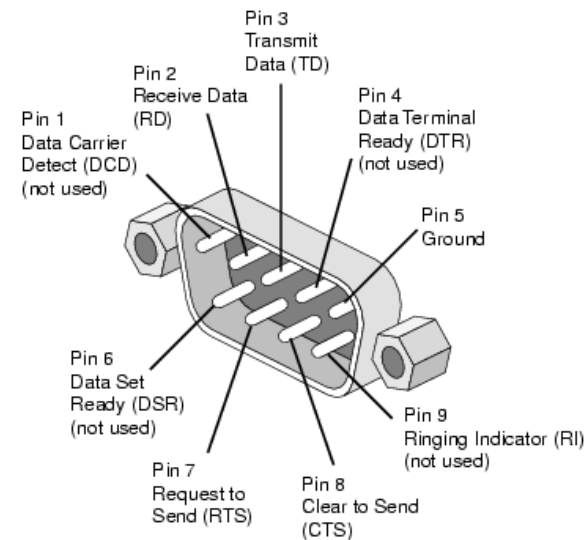 Pin 3
Transmit
Data (TD)
Pin 2
Receive Data
(RD)
Pin 4
Data Terminal
Ready (DTR)
(not used)
Pin 1
Data Carrier
Detect (DCD)
(not used)
Pin 5
Ground
Pin 6
Data Set
Ready (DSR)
(not used)
Pin 9
Ringing Indicator (RI)
(not used)
Pin 7
Request to
Send (RTS)
Pin 8
Clear to Send
(CTS)